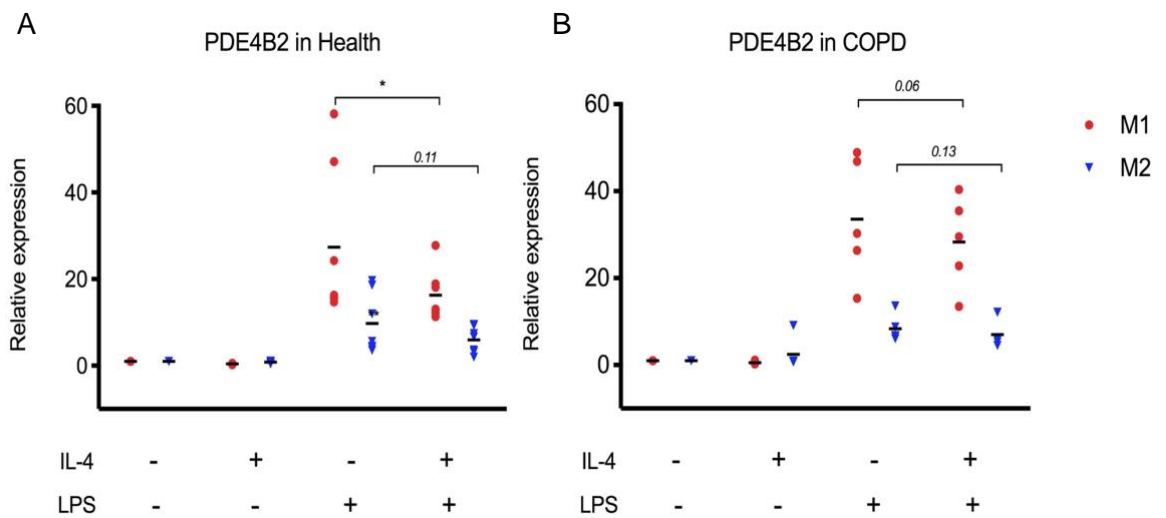 A
PDE4B2 in Health
Relative expression
60
40
20
0
*
0.11
IL-4 - + - +
LPS - - + +
B
PDE4B2 in COPD
Relative expression
60
40
20
0
0.06
0.13
IL-4 - + - +
LPS - - + +
M1
M2